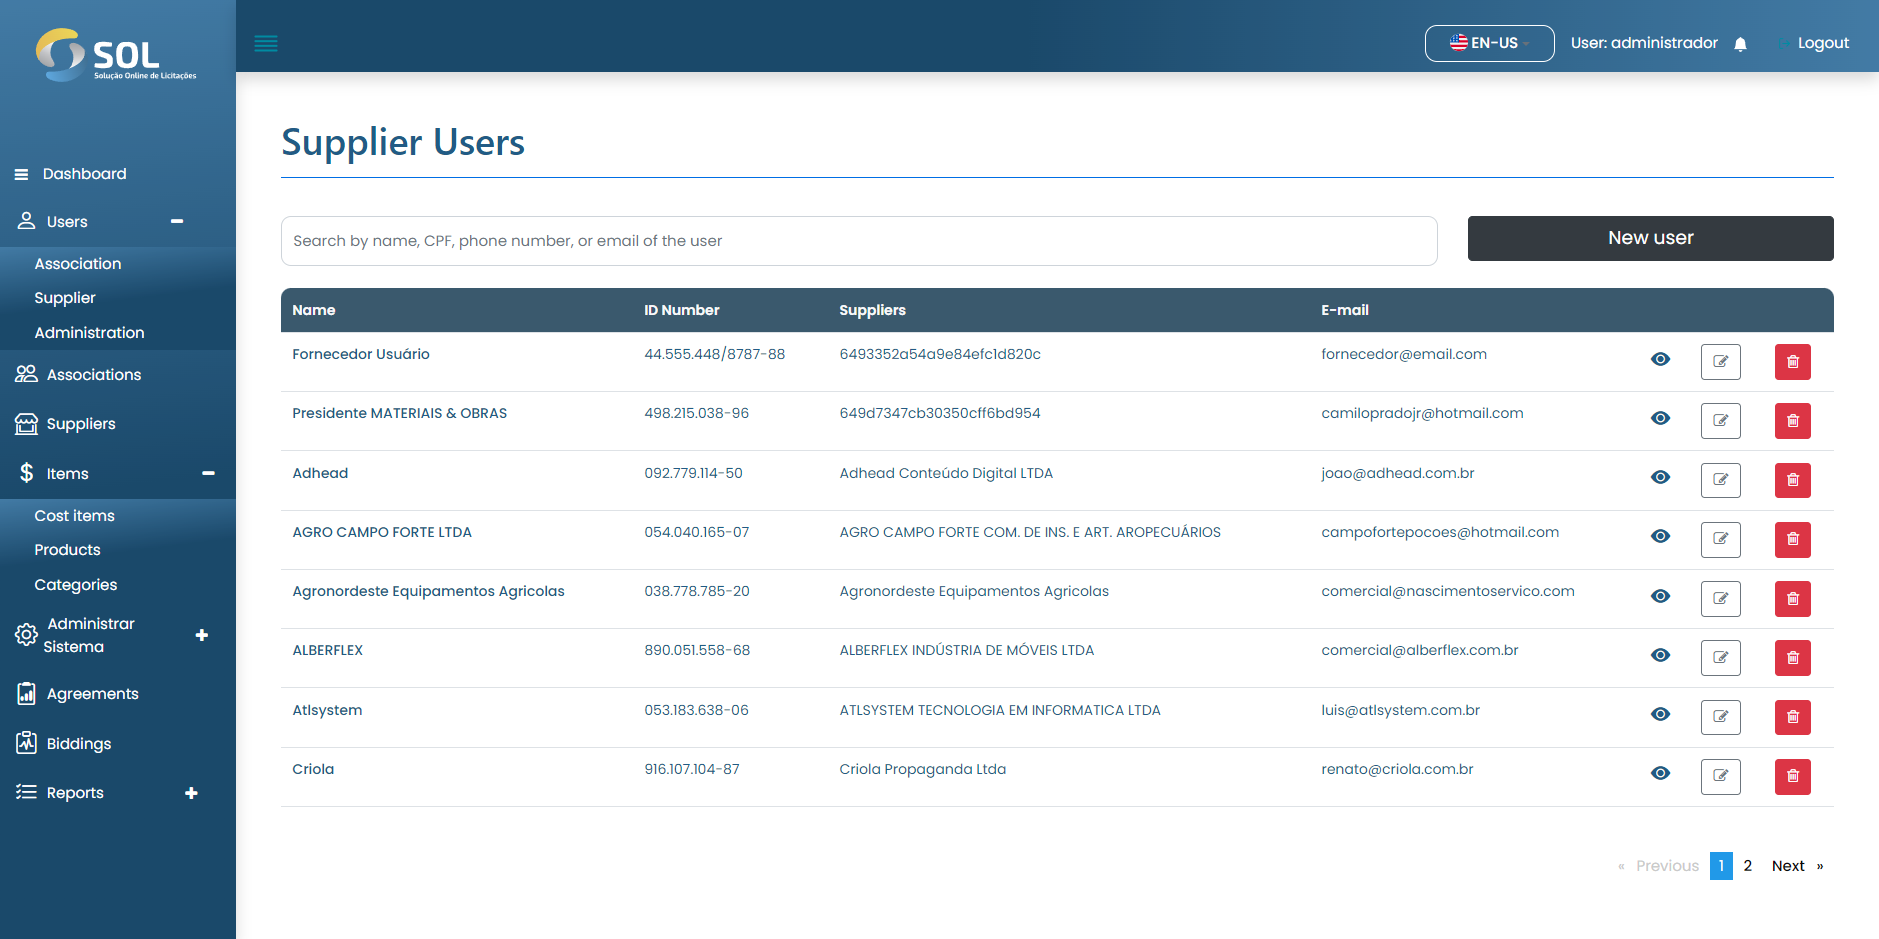 SOL
Solução Online de Licitações
EN-US
User: administrador
Logout
Dashboard
Users
Association
Supplier
Administration
Associations
Suppliers
Items
Cost items
Products
Categories
Administrar
Sistema
Agreements
Biddings
Reports
Supplier Users
Search by name, CPF, phone number, or email of the user
New user
Name ID Number Suppliers E-mail
Fornecedor Usuário 44.555.448/8787-88 6493352a54a9e84efc1d820c fornecedor@email.com
Presidente MATERIAIS & OBRAS 498.215.038-96 649d7347cb30350cff6bd954 camilopradojr@hotmail.com
Adhead 092.779.114-50 Adhead Conteúdo Digital LTDA joao@adhead.com.br
AGRO CAMPO FORTE LTDA 054.040.165-07 AGRO CAMPO FORTE COM. DE INS. E ART. AROPECUÁRIOS campofortepocoes@hotmail.com
Agronordeste Equipamentos Agricolas 038.778.785-20 Agronordeste Equipamentos Agricolas comercial@nascimentoservico.com
ALBERFLEX 890.051.558-68 ALBERFLEX INDÚSTRIA DE MÓVEIS LTDA comercial@alberflex.com.br
Atlsystem 053.183.638-06 ATLSYSTEM TECNOLOGIA EM INFORMATICA LTDA luis@atlsystem.com.br
Criola 916.107.104-87 Criola Propaganda Ltda renato@criola.com.br
« Previous 1 2 Next »